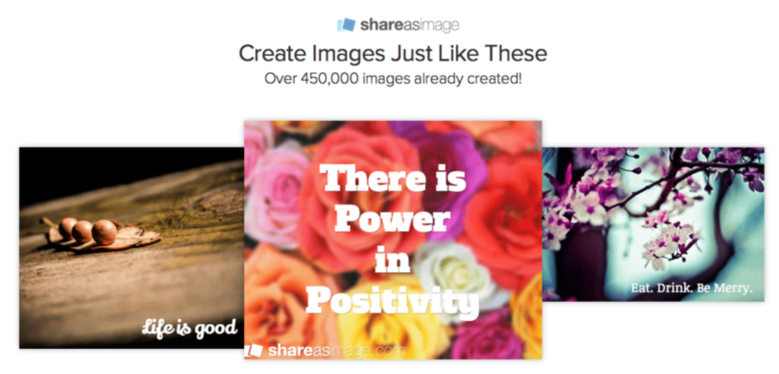 shareasimage
Create Images Just Like These
Over 450,000 images already created!
There is
Power
in
Positivity
shareasimage.com
Life is good
Eat. Drink. Be Merry.